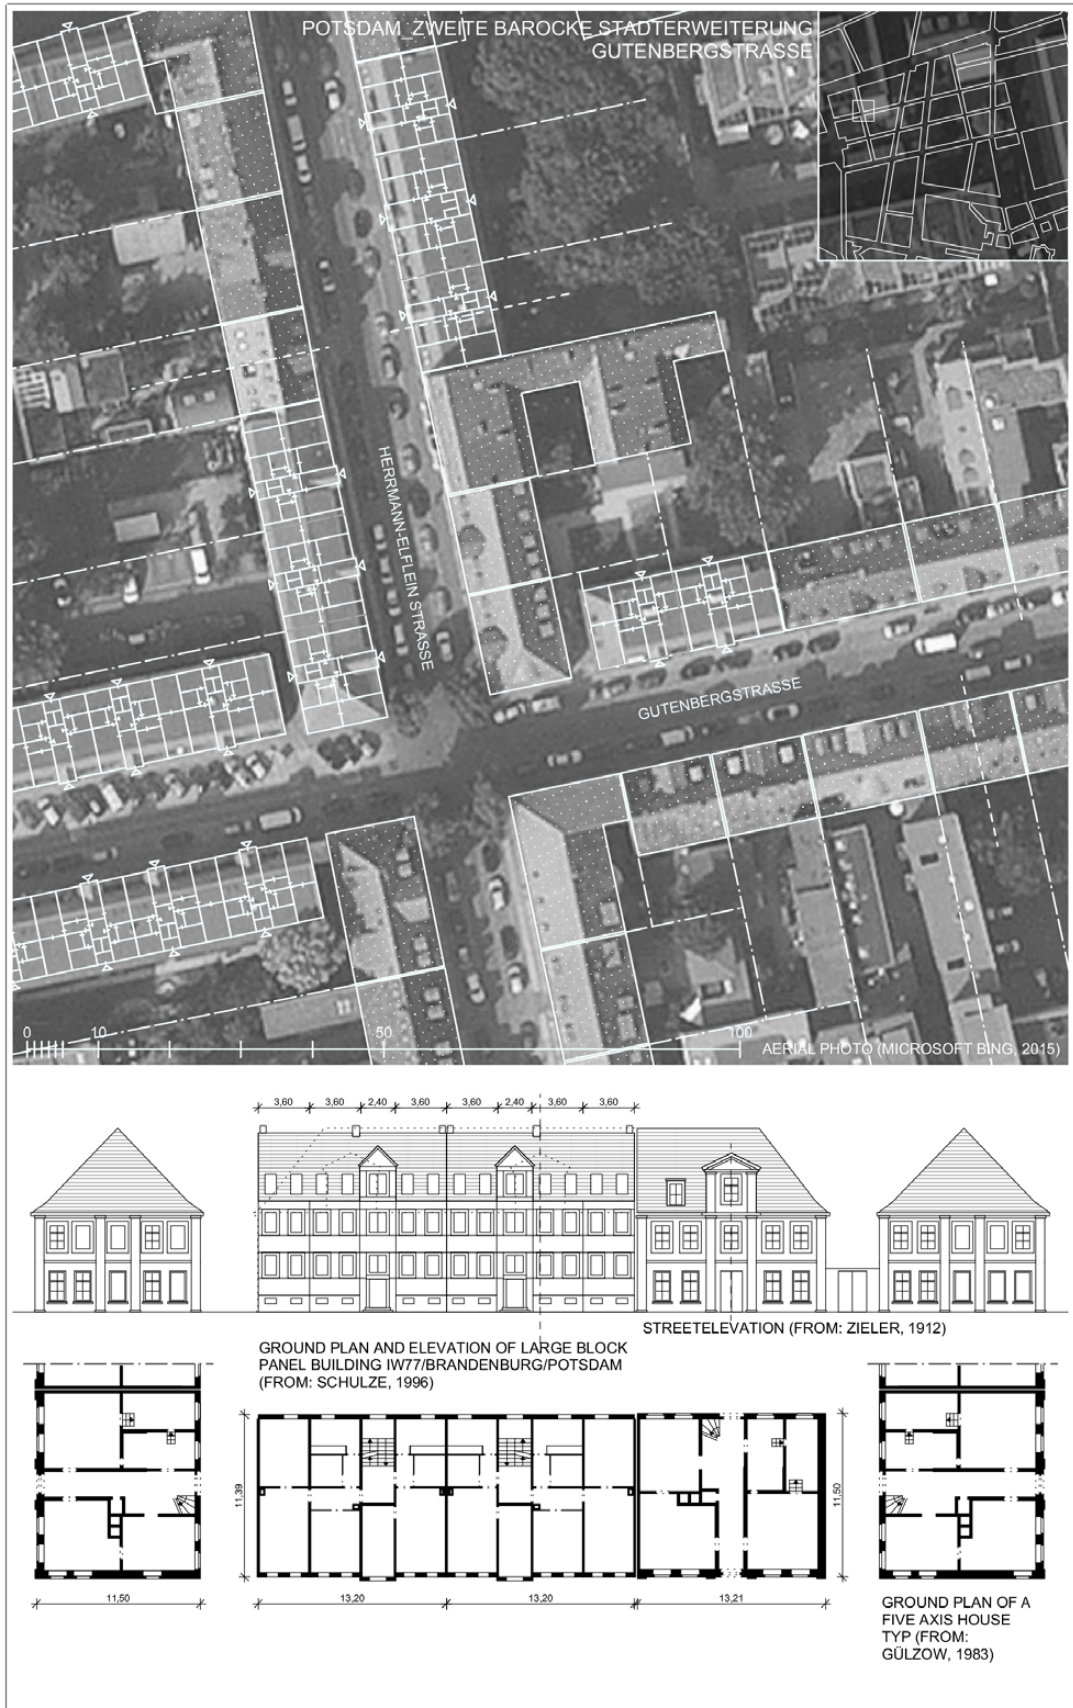 POTSDAM_ZWEITE BAROCKE STADTERWEITERUNG
GUTENBERGSTRASSE
HERRMANN-ELFLEIN STRASSE
GUTENBERGSTRASSE
0 10 50 100
AERIAL PHOTO (MICROSOFT BING, 2015)
3,60 3,60 2,40 3,60 3,60 2,40 3,60 3,60
STREETELEVATION (FROM: ZIELER, 1912)
GROUND PLAN AND ELEVATION OF LARGE BLOCK
PANEL BUILDING IW77/BRANDENBURG/POTSDAM
(FROM: SCHULZE, 1996)
11,39
11,50
11,50
13,20
13,20
13,21
GROUND PLAN OF A
FIVE AXIS HOUSE
TYP (FROM:
GÜLZOW, 1983)